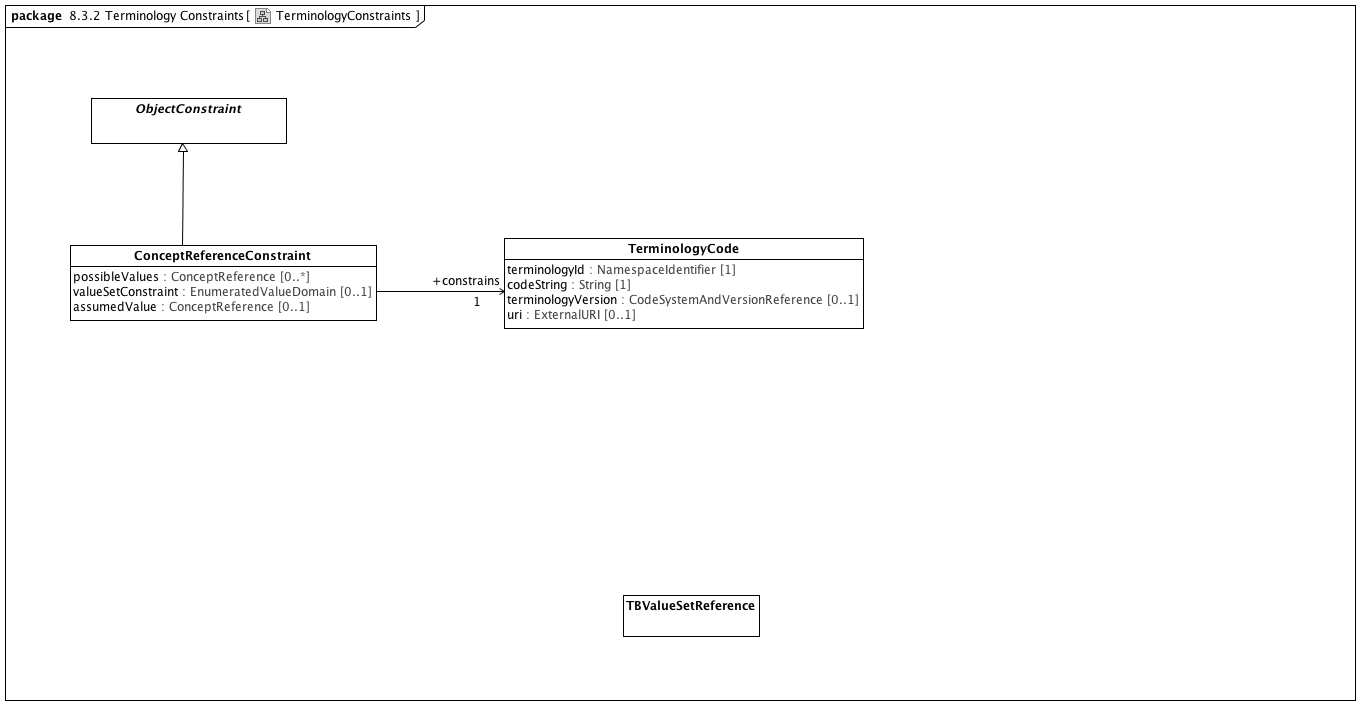 package 8.3.2 Terminology Constraints [ TerminologyConstraints ]
ObjectConstraint
ConceptReferenceConstraint
possibleValues : ConceptReference [0..*]
valueSetConstraint : EnumeratedValueDomain [0..1]
assumedValue : ConceptReference [0..1]
+constrains
1
TerminologyCode
terminologyId : NamespaceIdentifier [1]
codeString : String [1]
terminologyVersion : CodeSystemAndVersionReference [0..1]
uri : ExternalURI [0..1]
TBValueSetReference